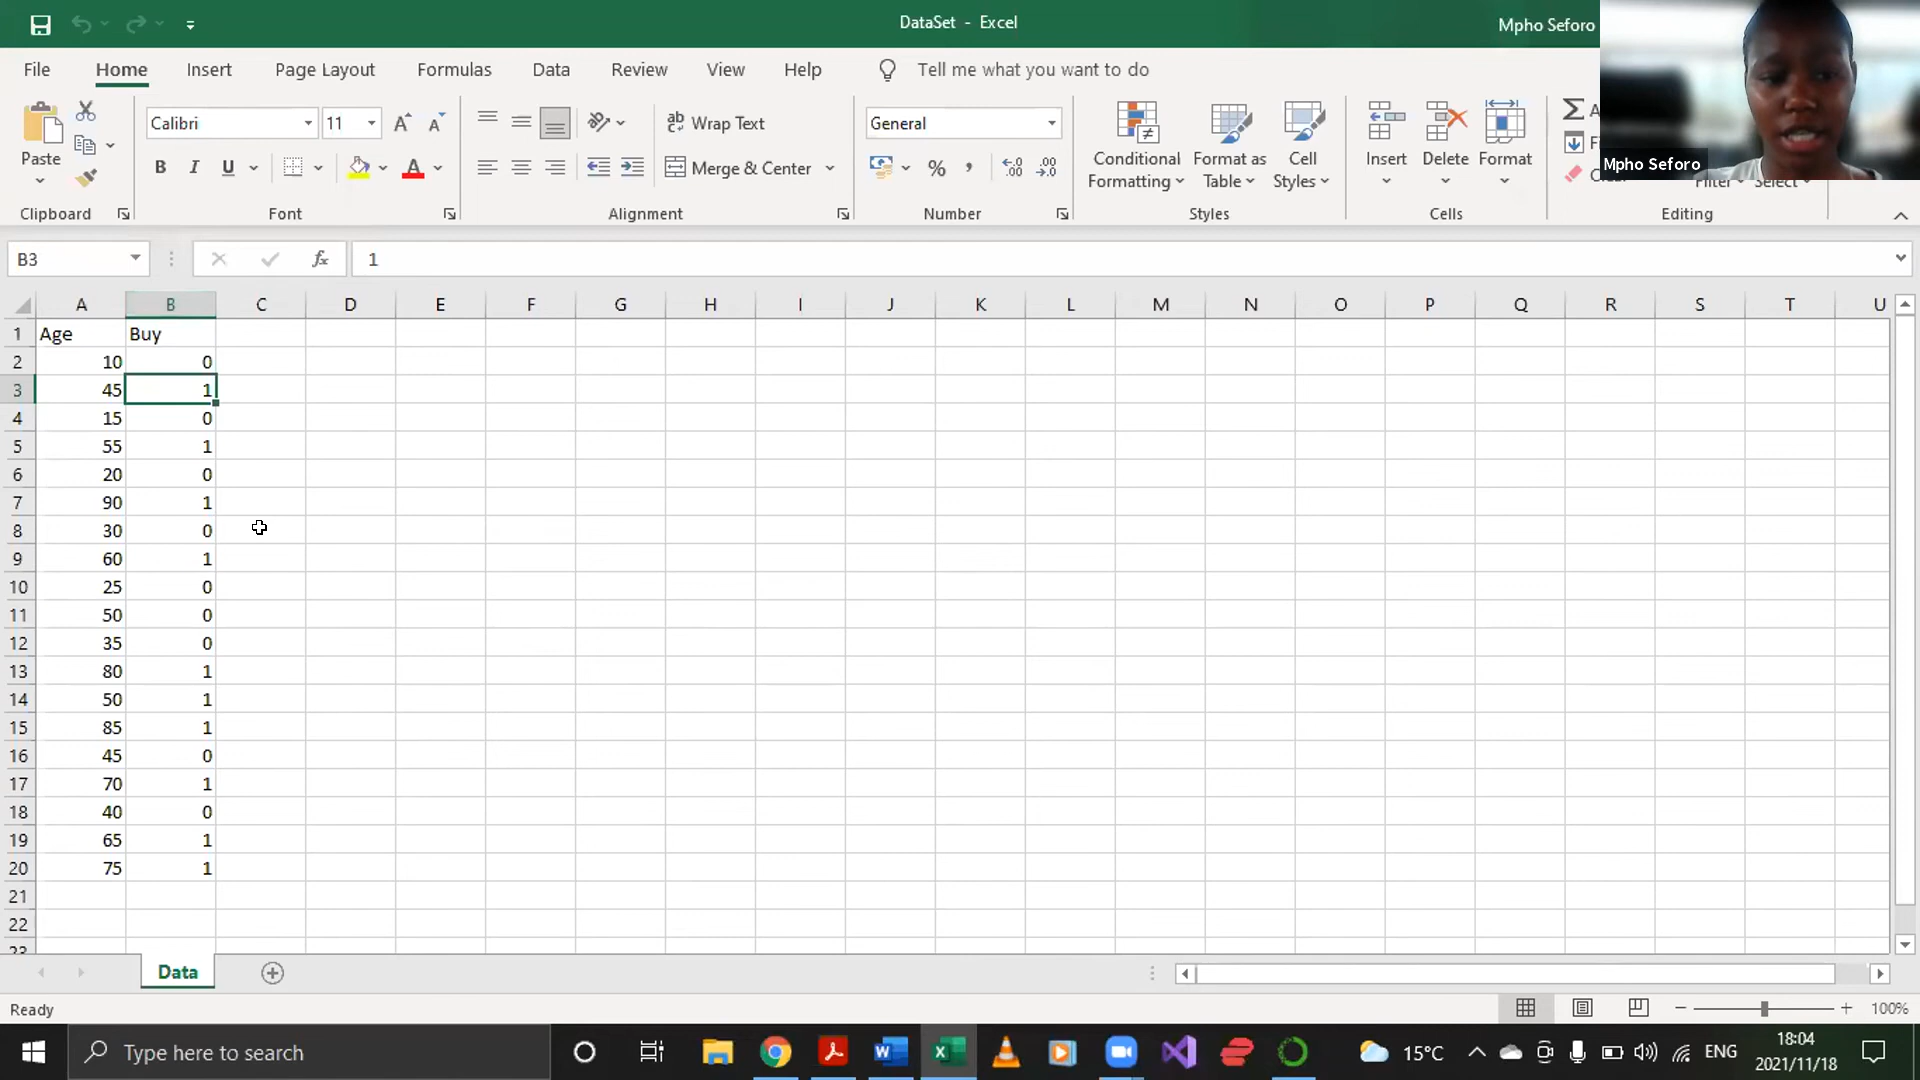 DataSet - Excel
Mpho Seforo
File Home Insert Page Layout Formulas Data Review View Help Tell me what you want to do
Calibri 11
Wrap Text
General
Paste
B I U
Merge & Center
%
Conditional Formatting
Format as Table
Cell Styles
Insert Delete Format
Mpho Seforo
Clipboard Font Alignment Number Styles Cells Editing
B3 fx 1
A B C D E F G H I J K L M N O P Q R S T U
1 Age Buy
2 10 0
3 45 1
4 15 0
5 55 1
6 20 0
7 90 1
8 30 0
9 60 1
10 25 0
11 50 0
12 35 0
13 80 1
14 50 1
15 85 1
16 45 0
17 70 1
18 40 0
19 65 1
20 75 1
21
22
23
Data
Ready 100%
Type here to search 15°C ENG 18:04
2021/11/18